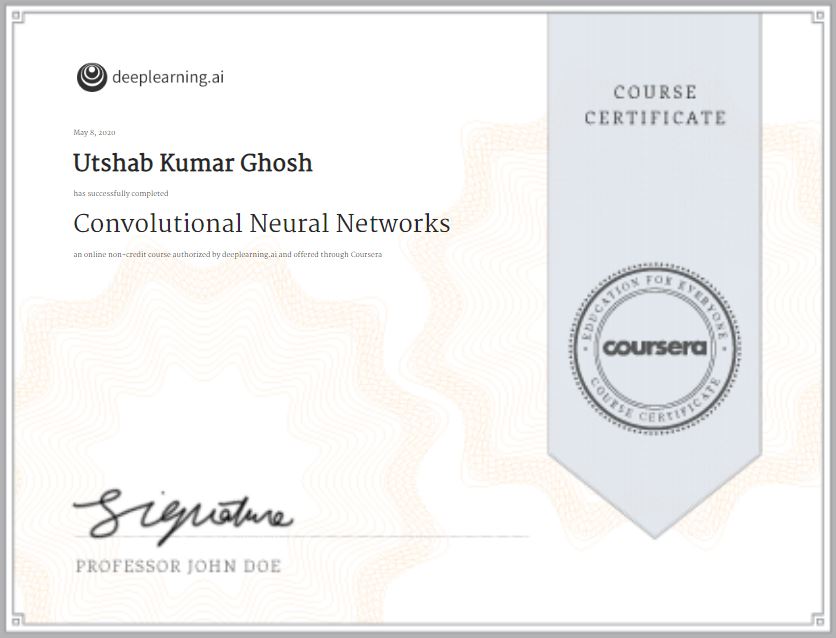 deeplearning.ai
May 8, 2020
Utshab Kumar Ghosh
has successfully completed
Convolutional Neural Networks
an online non-credit course authorized by deeplearning.ai and offered through Coursera
COURSE
CERTIFICATE
EDUCATION FOR EVERYONE
coursera
COURSE CERTIFICATE
Signature
PROFESSOR JOHN DOE